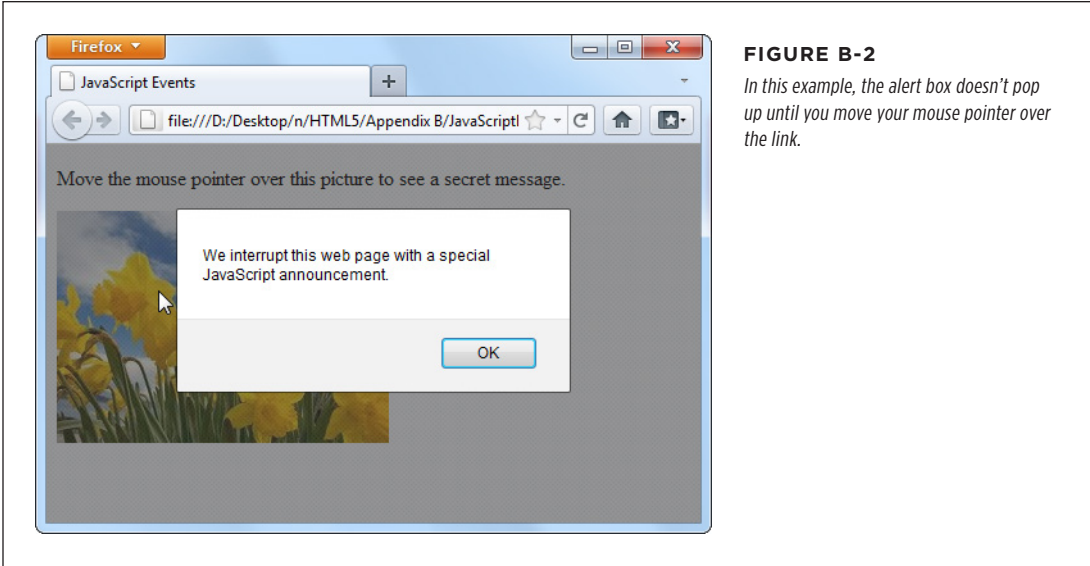 Firefox
JavaScript Events
file:///D:/Desktop/n/HTML5/Appendix B/JavaScriptI
Move the mouse pointer over this picture to see a secret message.
We interrupt this web page with a special
JavaScript announcement.
OK
FIGURE B-2
In this example, the alert box doesn’t pop
up until you move your mouse pointer over
the link.